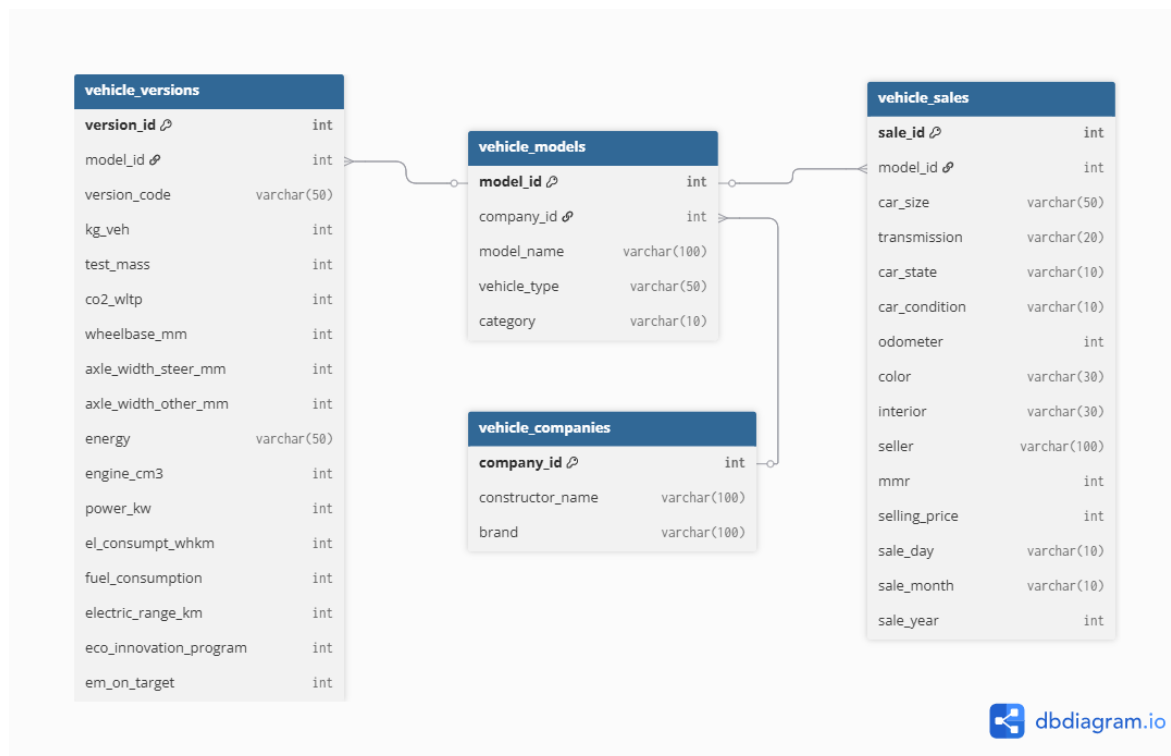 vehicle_versions
version_id int
model_id int
version_code varchar(50)
kg_veh int
test_mass int
co2_wltp int
wheelbase_mm int
axle_width_steer_mm int
axle_width_other_mm int
energy varchar(50)
engine_cm3 int
power_kw int
el_consumpt_whkm int
fuel_consumption int
electric_range_km int
eco_innovation_program int
em_on_target int
vehicle_models
model_id int
company_id int
model_name varchar(100)
vehicle_type varchar(50)
category varchar(10)
vehicle_companies
company_id int
constructor_name varchar(100)
brand varchar(100)
vehicle_sales
sale_id int
model_id int
car_size varchar(50)
transmission varchar(20)
car_state varchar(10)
car_condition varchar(10)
odometer int
color varchar(30)
interior varchar(30)
seller varchar(100)
mmr int
selling_price int
sale_day varchar(10)
sale_month varchar(10)
sale_year int
dbdiagram.io